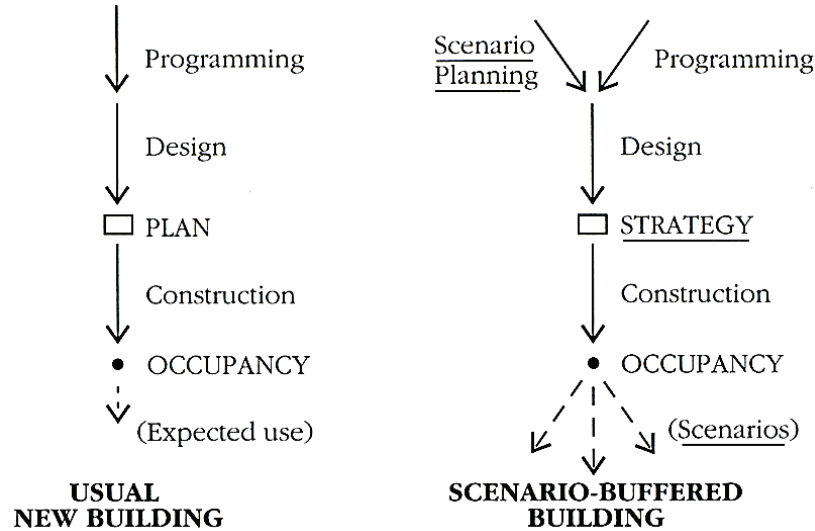 Programming
Design
PLAN
Construction
OCCUPANCY
(Expected use)
USUAL
NEW BUILDING
Scenario
Planning
Programming
Design
STRATEGY
Construction
OCCUPANCY
(Scenarios)
SCENARIO-BUFFERED
BUILDING